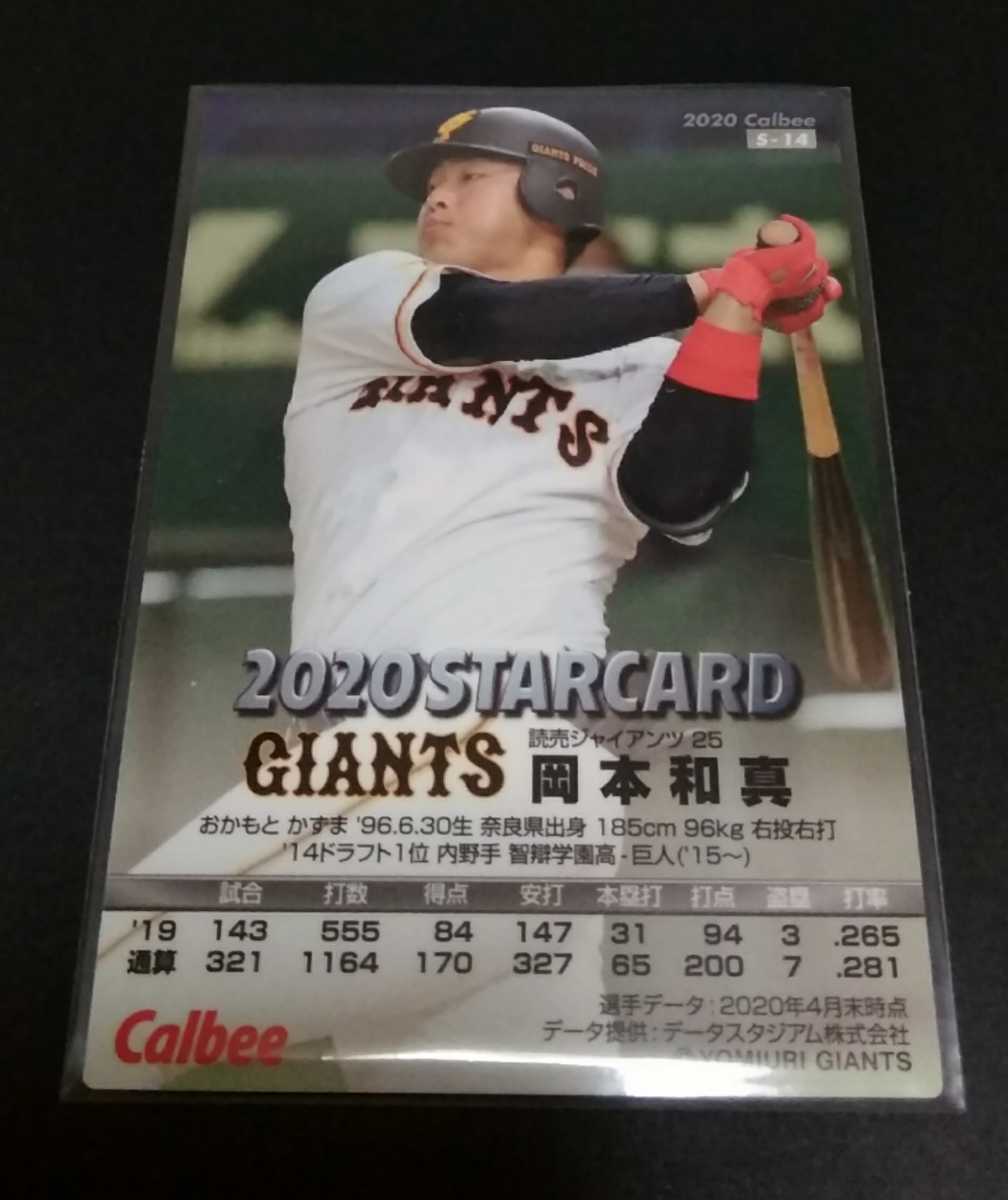 2020 Calbee
S-14
GIANTS PRIDE
GIANTS
2020 STARCARD
GIANTS
読売ジャイアンツ 25
岡本和真
おかもと かずま '96.6.30生 奈良県出身 185cm 96kg 右投右打
'14ドラフト1位 内野手 智辯学園高-巨人('15～)
試合 打数 得点 安打 本塁打 打点 盗塁 打率
'19 143 555 84 147 31 94 3 .265
通算 321 1164 170 327 65 200 7 .281
選手データ:2020年4月末時点
データ提供:データスタジアム株式会社
Calbee
© YOMIURI GIANTS